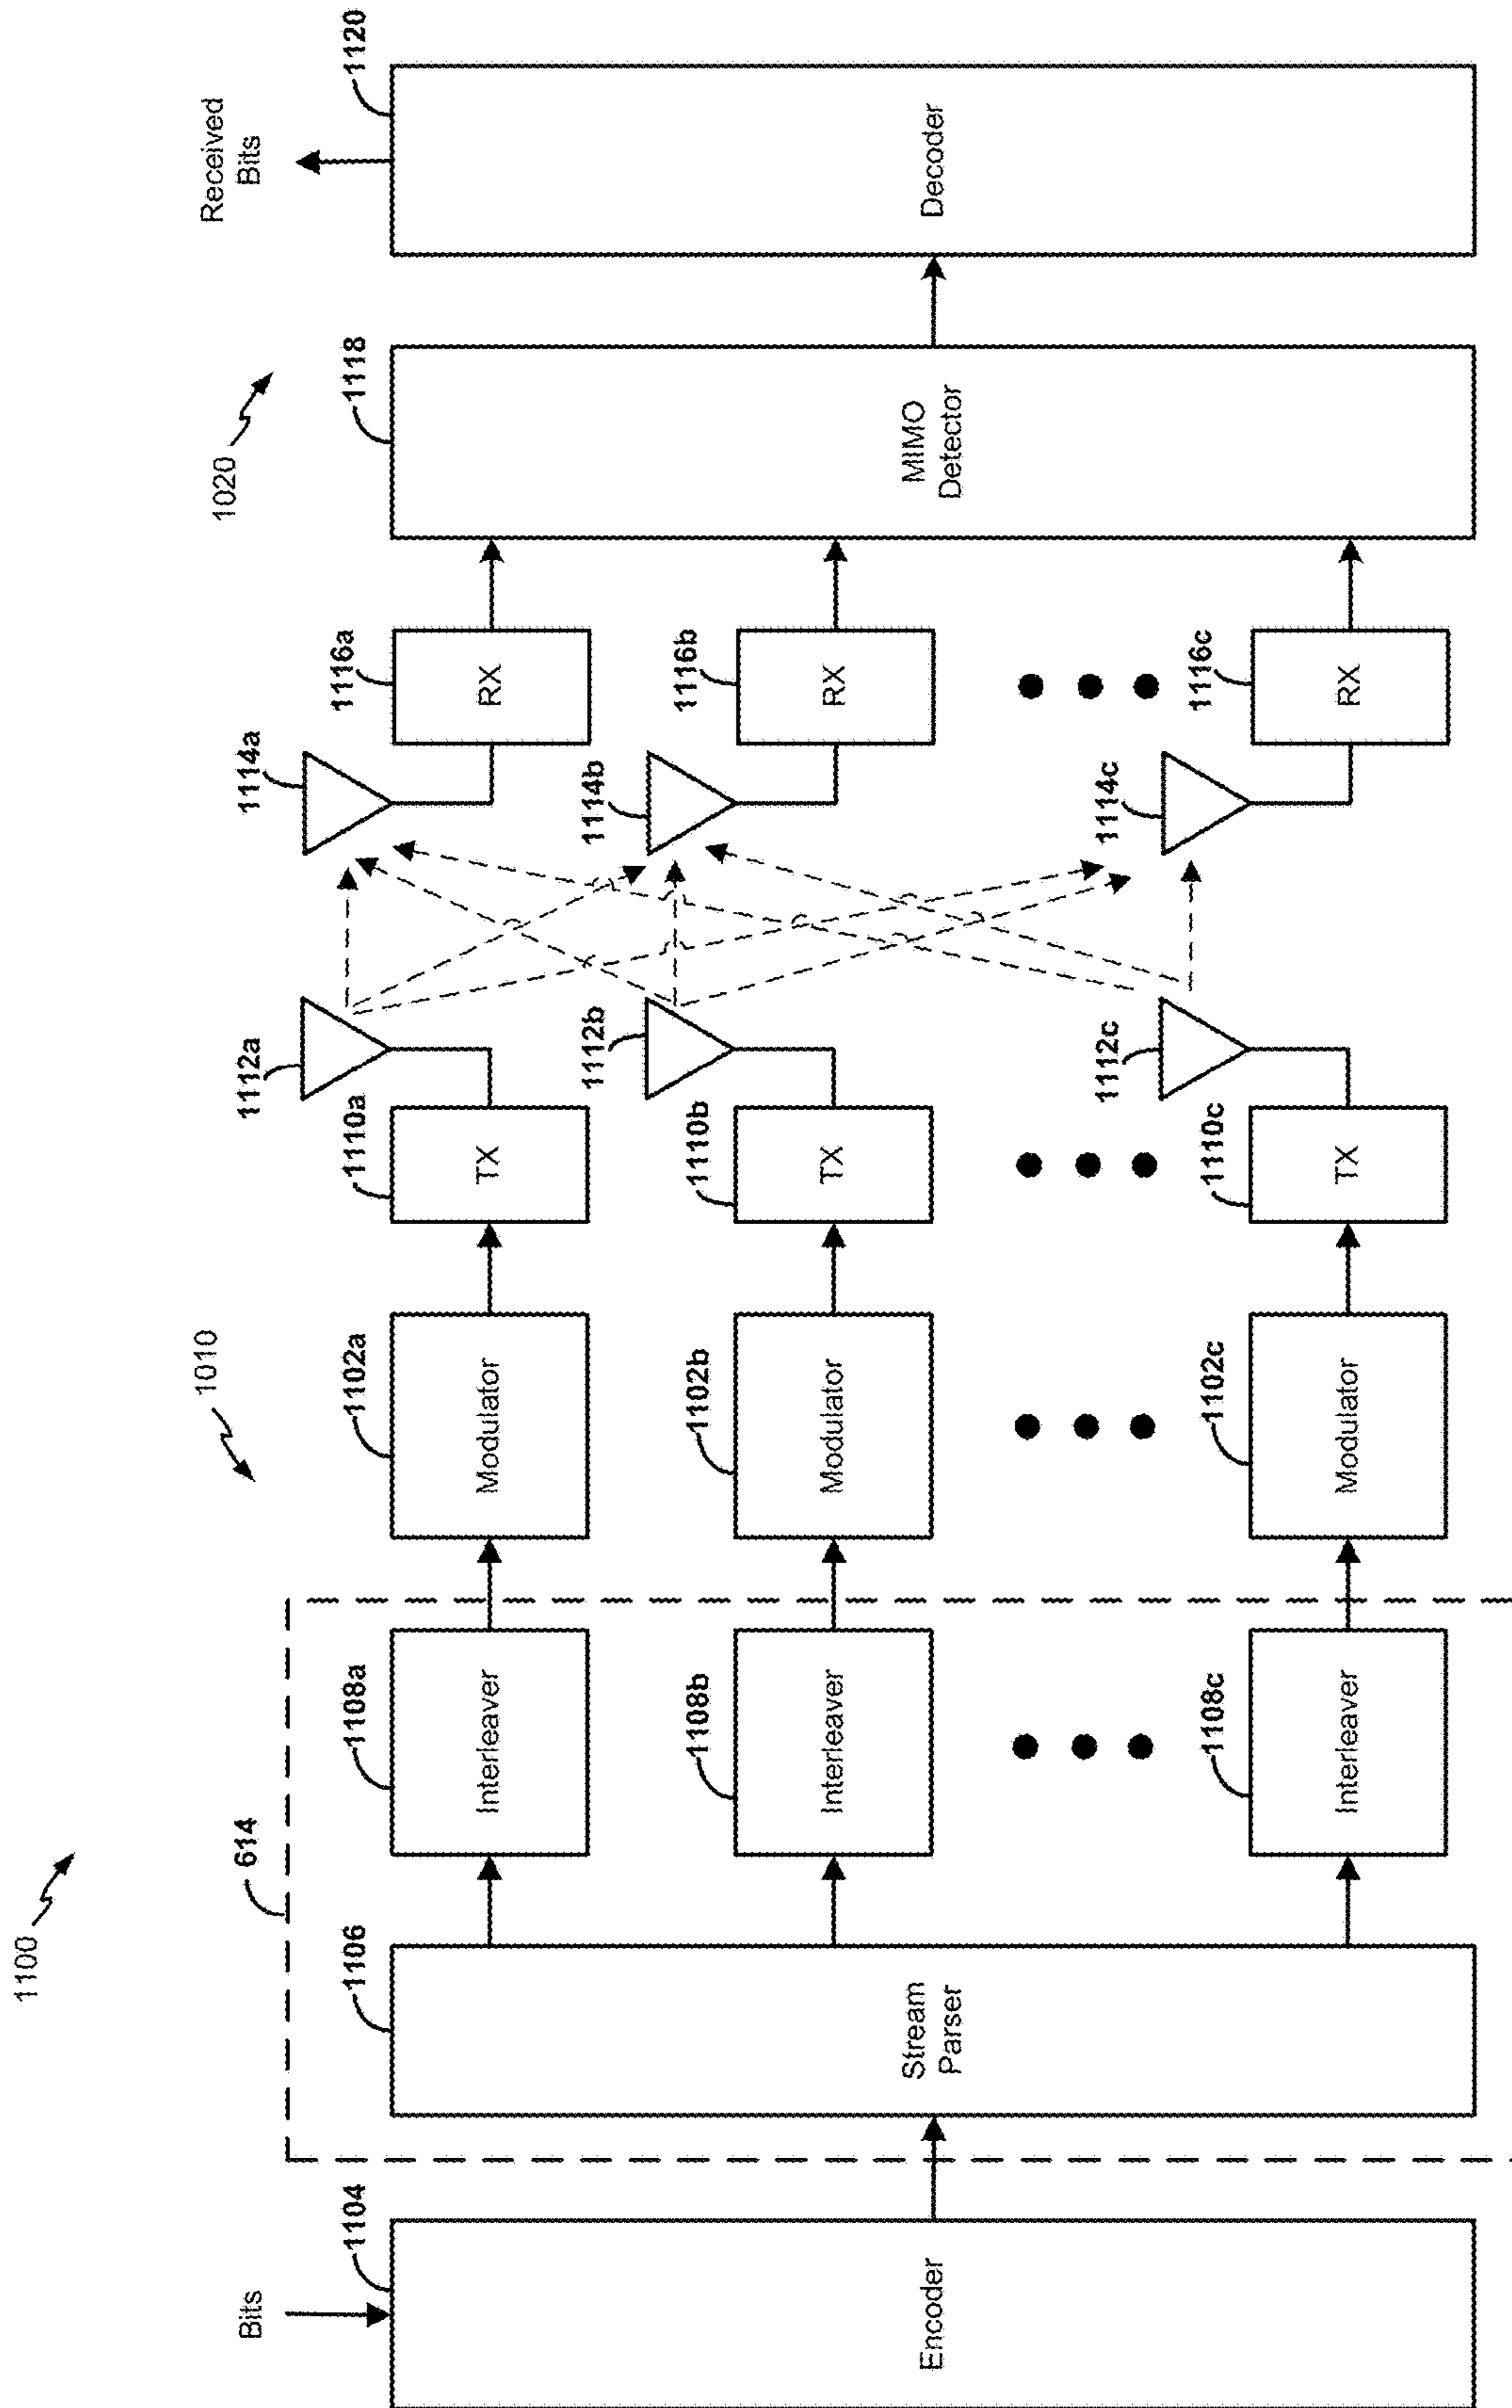 1100
1010
1020
Bits
1104
Encoder
614
1106
Stream
Parser
1108a
Interleaver
1102a
Modulator
1110a
TX
1112a
1114a
1116a
RX
1108b
Interleaver
1102b
Modulator
1110b
TX
1112b
1114b
1116b
RX
1108c
Interleaver
1102c
Modulator
1110c
TX
1112c
1114c
1116c
RX
1118
MIMO
Detector
1120
Decoder
Received
Bits